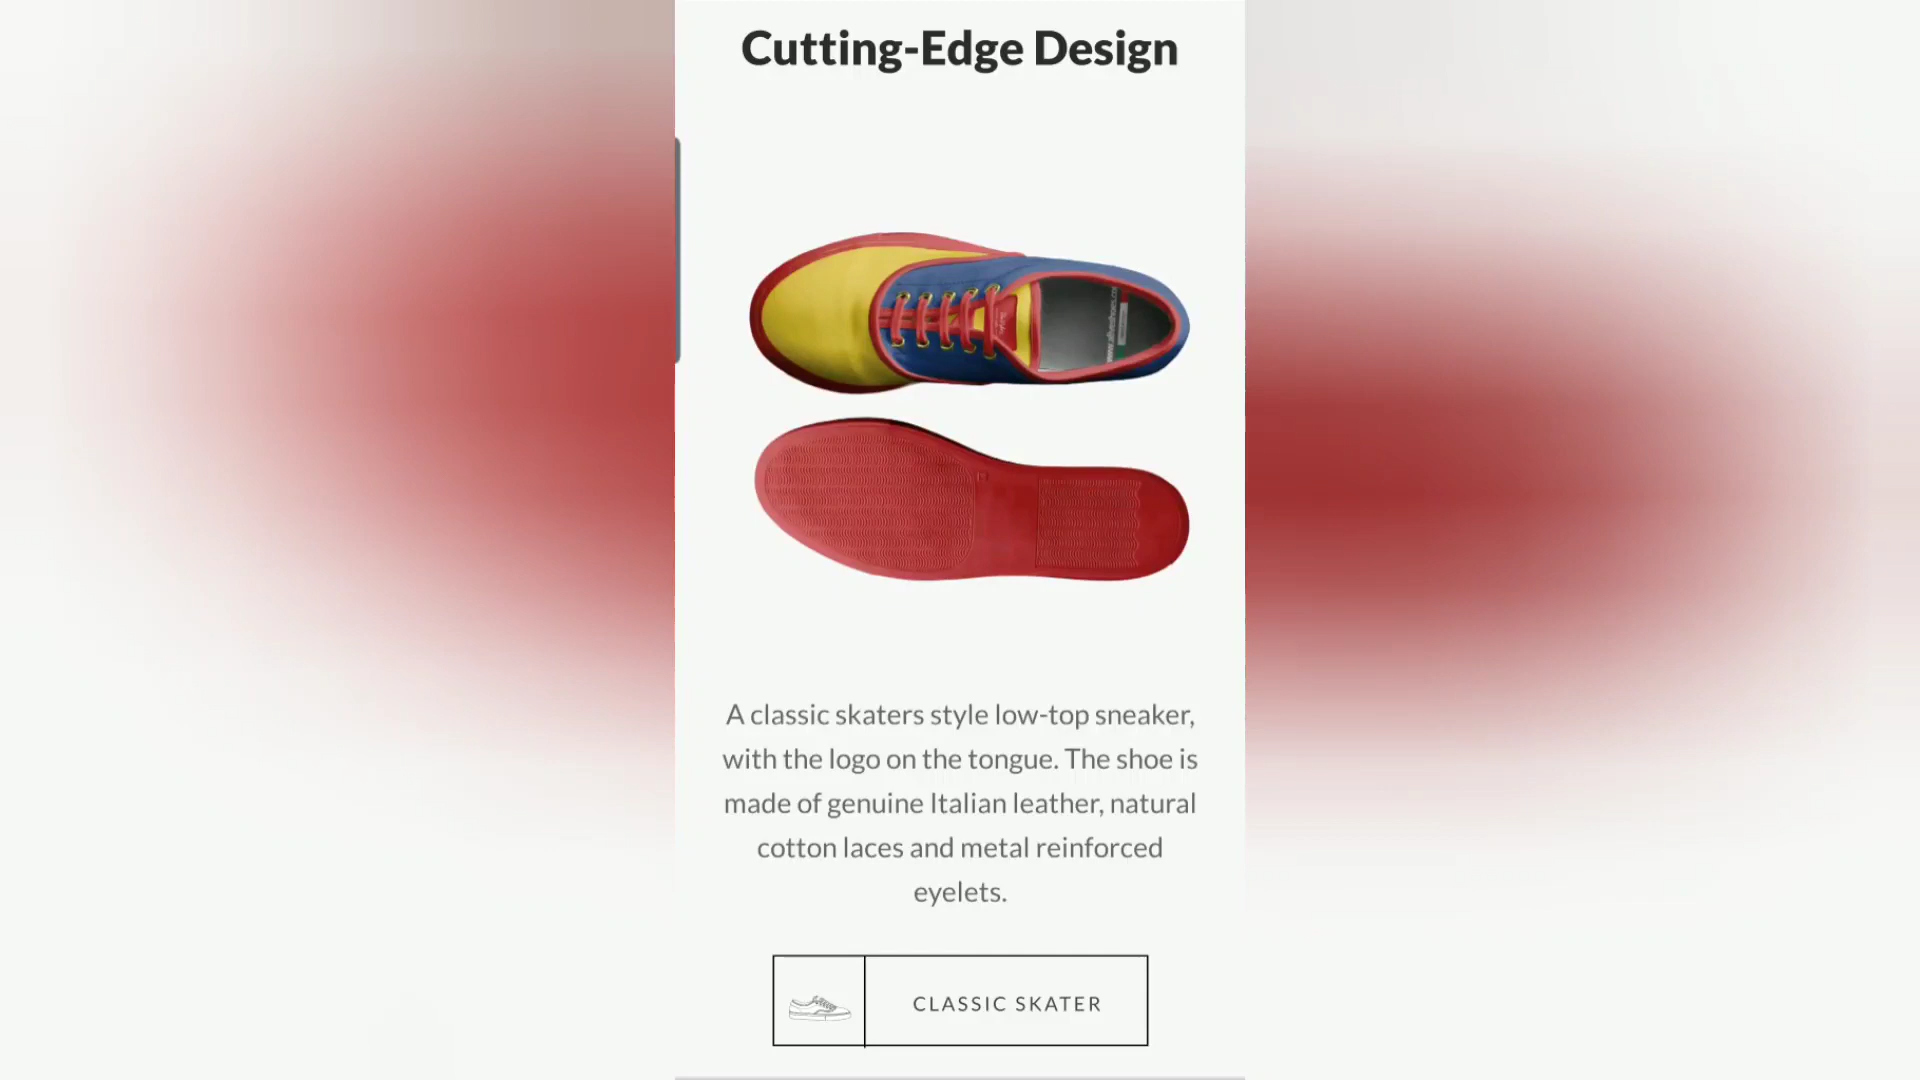 Cutting-Edge Design
A classic skaters style low-top sneaker,
with the logo on the tongue. The shoe is
made of genuine Italian leather, natural
cotton laces and metal reinforced
eyelets.
CLASSIC SKATER